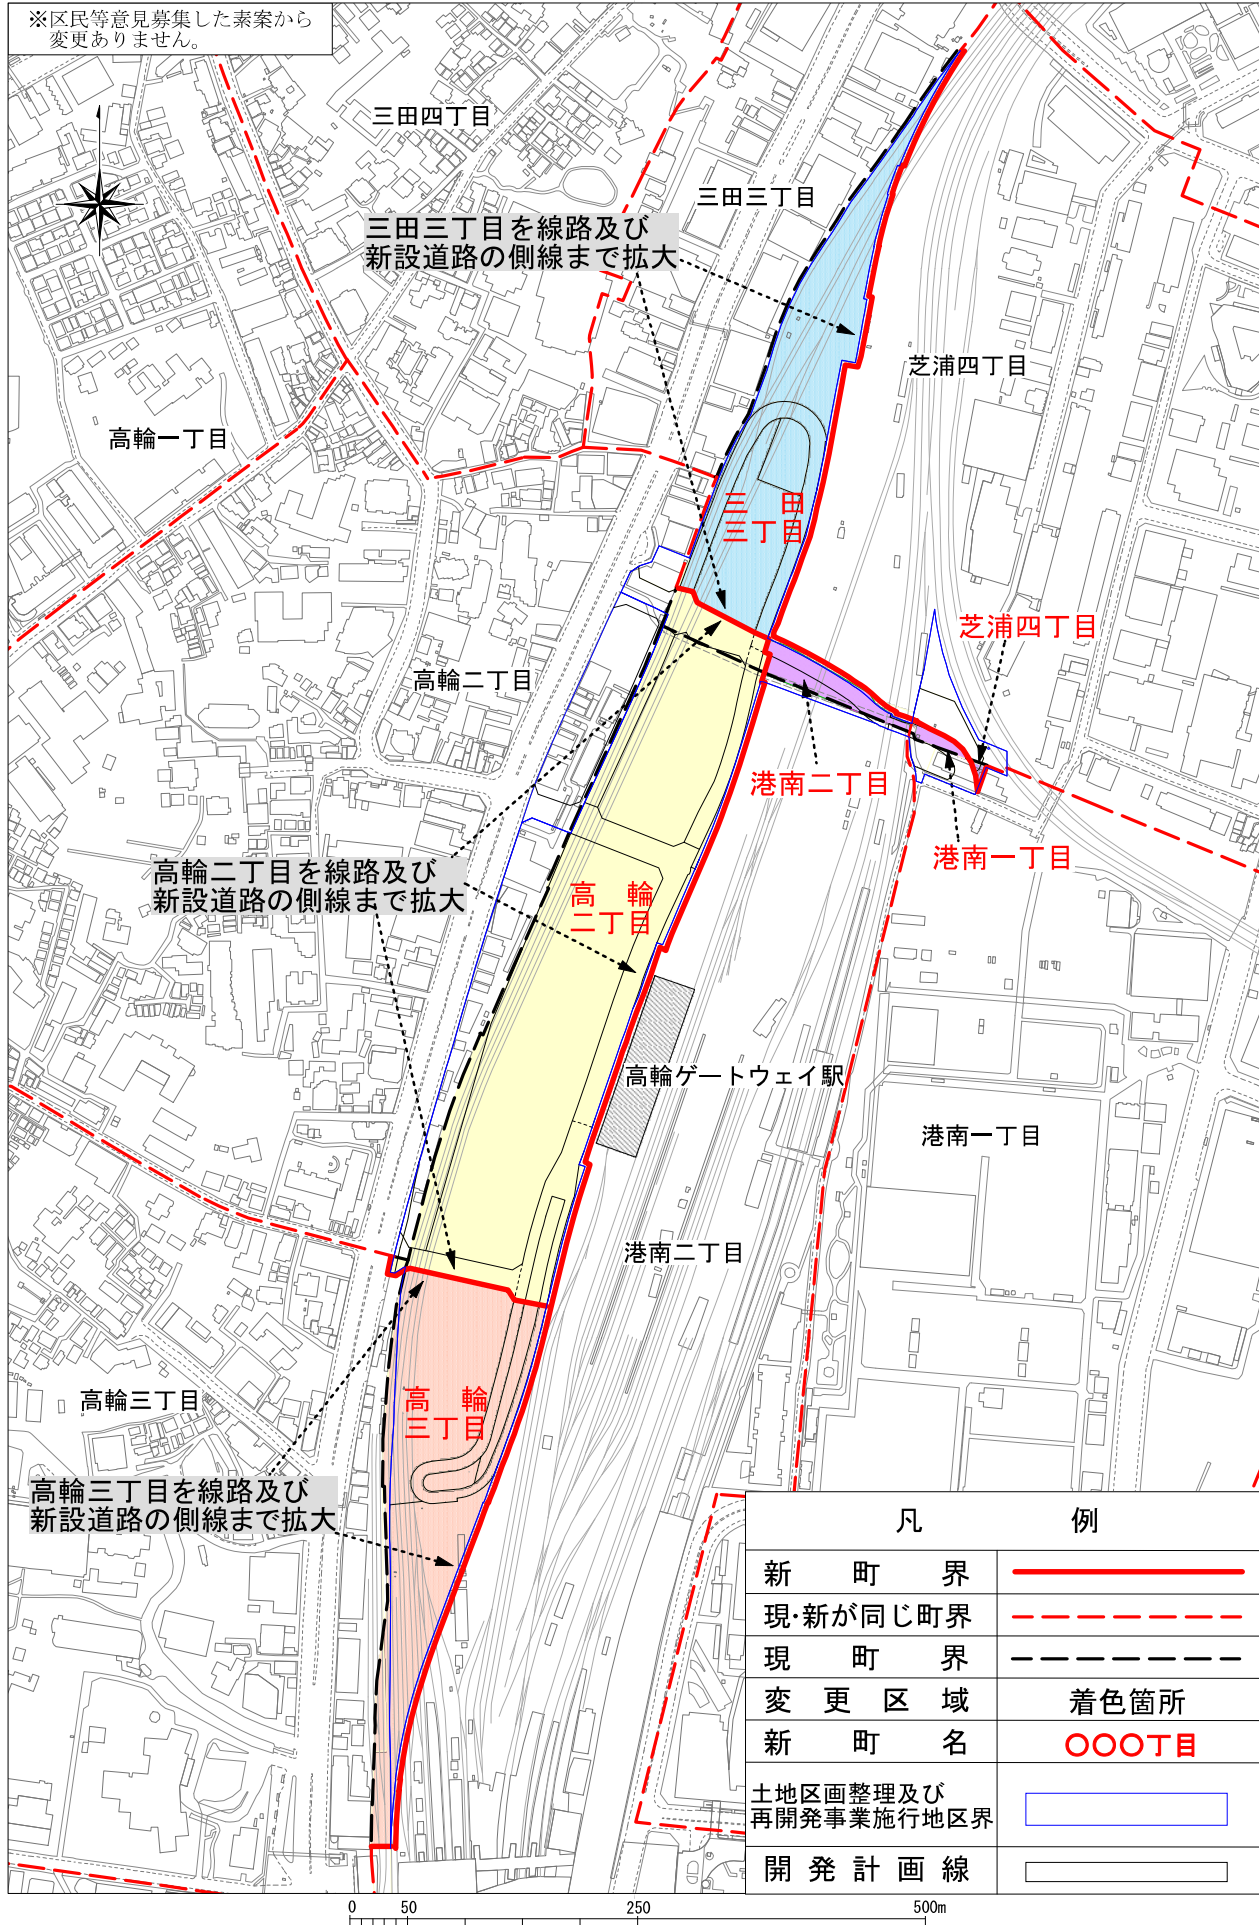 ※区民等意見募集した素案から
変更ありません。
三田四丁目
三田三丁目
三田三丁目を線路及び
新設道路の側線まで拡大
芝浦四丁目
高輪一丁目
三田
三丁目
芝浦四丁目
高輪二丁目
港南二丁目
港南一丁目
高輪二丁目を線路及び
新設道路の側線まで拡大
高輪
二丁目
高輪ゲートウェイ駅
港南一丁目
港南二丁目
高輪三丁目
高輪
三丁目
高輪三丁目を線路及び
新設道路の側線まで拡大
凡例
新町界
現・新が同じ町界
現町界
変更区域 着色箇所
新町名 〇〇〇丁目
土地区画整理及び
再開発事業施行地区界
開発計画線
0 50 250 500m